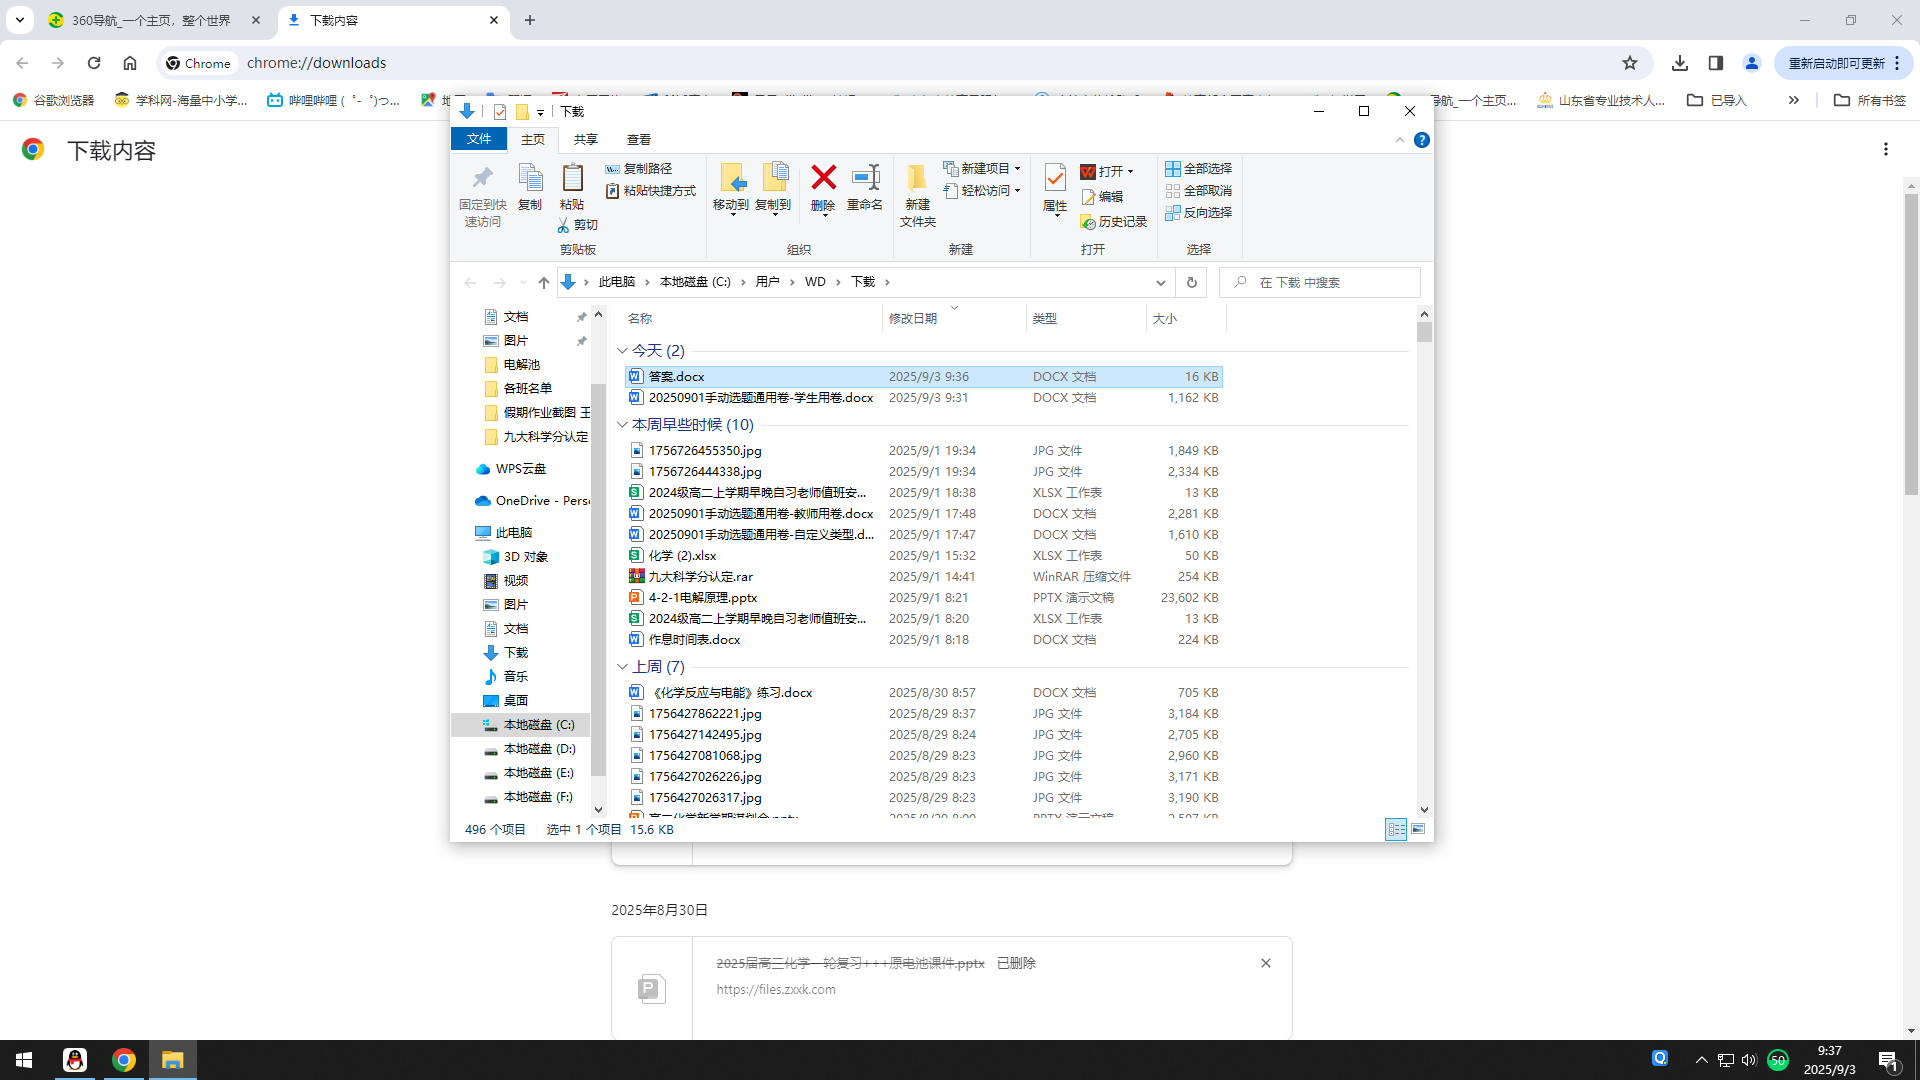 360导航_一个主页，整个世界
下载内容
Chrome
chrome://downloads
重新启动即可更新
谷歌浏览器
学科网-海量中小学...
哔哩哔哩 ( ゜- ゜)つ...
导航_一个主页...
山东省专业技术人...
已导入
所有书签
下载内容
下载
文件
主页
共享
查看
固定到快速访问
复制
粘贴
复制路径
粘贴快捷方式
剪切
剪贴板
移动到
复制到
删除
重命名
组织
新建文件夹
新建项目
轻松访问
新建
属性
打开
编辑
历史记录
打开
全部选择
全部取消
反向选择
选择
此电脑
本地磁盘 (C:)
用户
WD
下载
在 下载 中搜索
文档
图片
电解池
各班名单
假期作业截图 王
九大科学分认定
WPS云盘
OneDrive - Pers
此电脑
3D 对象
视频
图片
文档
下载
音乐
桌面
本地磁盘 (C:)
本地磁盘 (D:)
本地磁盘 (E:)
本地磁盘 (F:)
名称 修改日期 类型 大小
今天 (2)
答案.docx 2025/9/3 9:36 DOCX 文档 16 KB
20250901手动选题通用卷-学生用卷.docx 2025/9/3 9:31 DOCX 文档 1,162 KB
本周早些时候 (10)
1756726455350.jpg 2025/9/1 19:34 JPG 文件 1,849 KB
1756726444338.jpg 2025/9/1 19:34 JPG 文件 2,334 KB
2024级高二上学期早晚自习老师值班安... 2025/9/1 18:38 XLSX 工作表 13 KB
20250901手动选题通用卷-教师用卷.docx 2025/9/1 17:48 DOCX 文档 2,281 KB
20250901手动选题通用卷-自定义类型.d... 2025/9/1 17:47 DOCX 文档 1,610 KB
化学 (2).xlsx 2025/9/1 15:32 XLSX 工作表 50 KB
九大科学分认定.rar 2025/9/1 14:41 WinRAR 压缩文件 254 KB
4-2-1电解原理.pptx 2025/9/1 8:21 PPTX 演示文稿 23,602 KB
2024级高二上学期早晚自习老师值班安... 2025/9/1 8:20 XLSX 工作表 13 KB
作息时间表.docx 2025/9/1 8:18 DOCX 文档 224 KB
上周 (7)
《化学反应与电能》练习.docx 2025/8/30 8:57 DOCX 文档 705 KB
1756427862221.jpg 2025/8/29 8:37 JPG 文件 3,184 KB
1756427142495.jpg 2025/8/29 8:24 JPG 文件 2,705 KB
1756427081068.jpg 2025/8/29 8:23 JPG 文件 2,960 KB
1756427026226.jpg 2025/8/29 8:23 JPG 文件 3,171 KB
1756427026317.jpg 2025/8/29 8:23 JPG 文件 3,190 KB
496 个项目 选中 1 个项目 15.6 KB
2025年8月30日
2025届高三化学一轮复习+++原电池课件.pptx 已删除
https://files.zxxk.com
50
9:37
2025/9/3
1